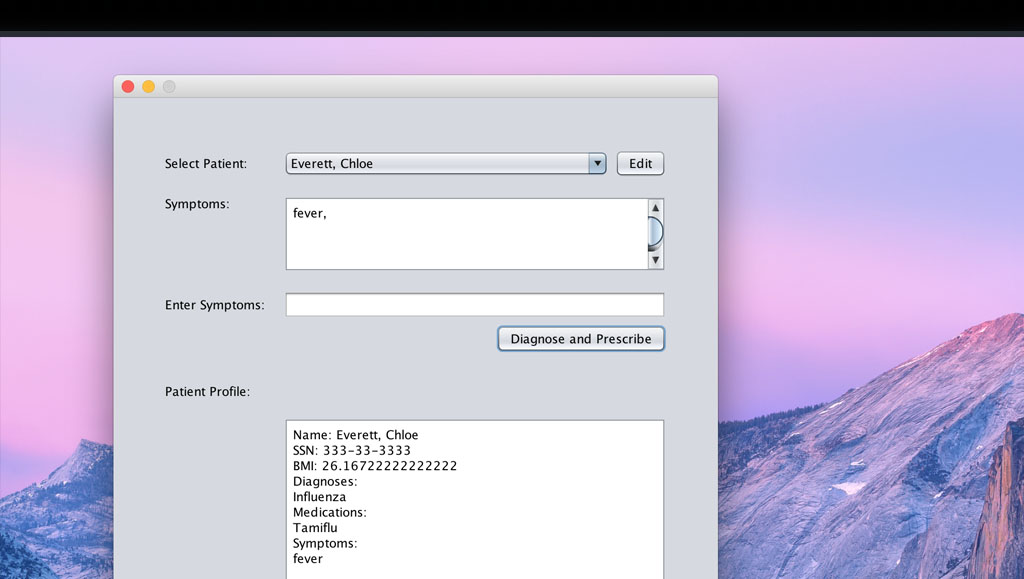 Select Patient: Everett, Chloe Edit
Symptoms: fever,
Enter Symptoms:
Diagnose and Prescribe
Patient Profile:
Name: Everett, Chloe
SSN: 333-33-3333
BMI: 26.16722222222222
Diagnoses:
Influenza
Medications:
Tamiflu
Symptoms:
fever